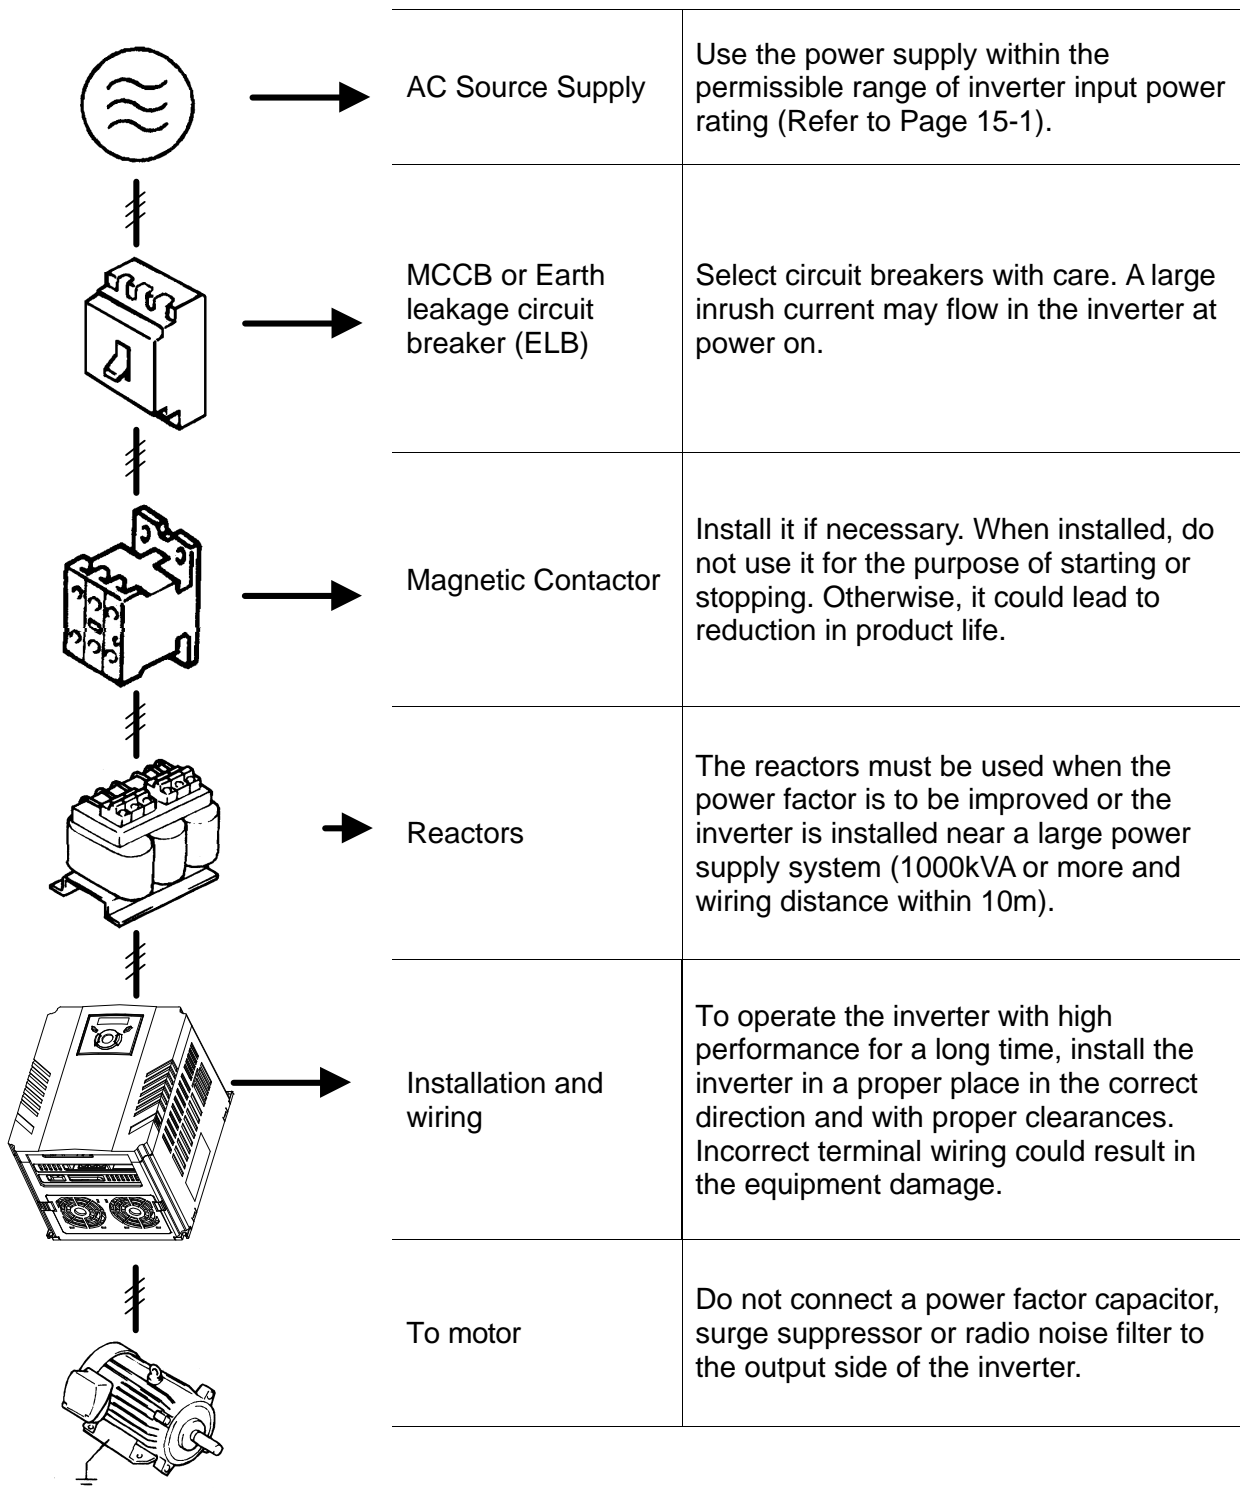 AC Source Supply
Use the power supply within the
permissible range of inverter input power
rating (Refer to Page 15-1).
MCCB or Earth
leakage circuit
breaker (ELB)
Select circuit breakers with care. A large
inrush current may flow in the inverter at
power on.
Magnetic Contactor
Install it if necessary. When installed, do
not use it for the purpose of starting or
stopping. Otherwise, it could lead to
reduction in product life.
Reactors
The reactors must be used when the
power factor is to be improved or the
inverter is installed near a large power
supply system (1000kVA or more and
wiring distance within 10m).
Installation and
wiring
To operate the inverter with high
performance for a long time, install the
inverter in a proper place in the correct
direction and with proper clearances.
Incorrect terminal wiring could result in
the equipment damage.
To motor
Do not connect a power factor capacitor,
surge suppressor or radio noise filter to
the output side of the inverter.